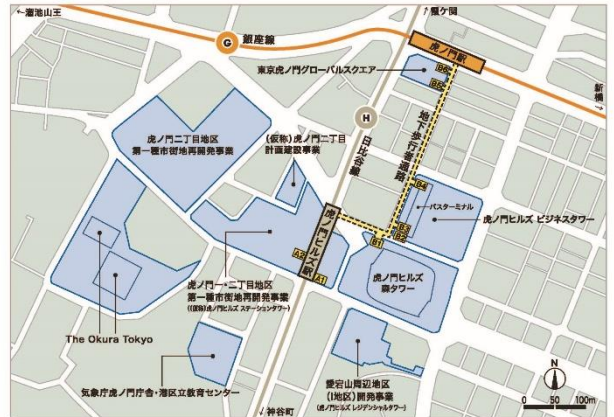 ←溜池山王
霞ケ関
G
銀座線
虎ノ門駅
B6
東京虎ノ門グローバルスクエア
B5
新橋→
H
日比谷線
地下歩行者通路
虎ノ門二丁目地区
第一種市街地再開発事業
(仮称)虎ノ門二丁目
計画建設事業
B4
バスターミナル
虎ノ門ヒルズ ビジネスタワー
虎ノ門ヒルズ駅
B3
B2
B1
A2
A1
虎ノ門ヒルズ
森タワー
虎ノ門一・二丁目地区
第一種市街地再開発事業
((仮称)虎ノ門ヒルズ ステーションタワー)
The Okura Tokyo
気象庁虎ノ門庁舎・港区立教育センター
愛宕山周辺地区
(I地区)開発事業
(虎ノ門ヒルズ レジデンシャルタワー)
↓神谷町
N
0 50 100m